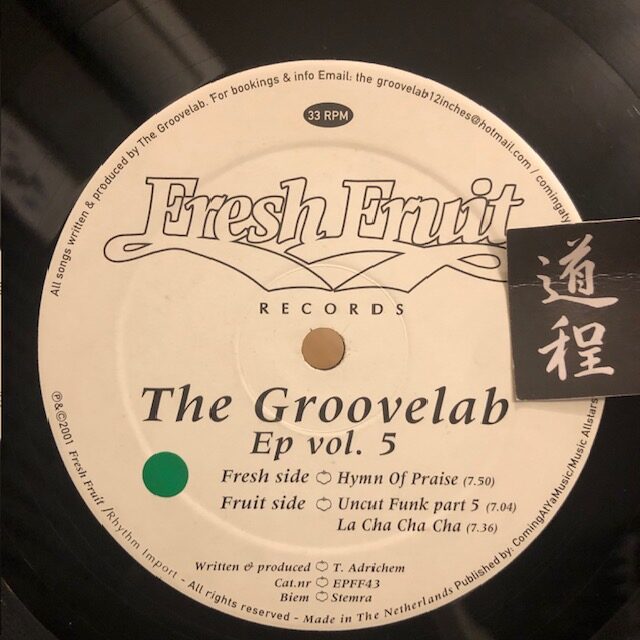 All songs written & produced by The Groovelab. For bookings & info Email: the groovelab12inches@hotmail.com / comingatY
33 RPM
Fresh Fruit
RECORDS
道程
The Groovelab
Ep vol. 5
Fresh side Hymn Of Praise (7.50)
Fruit side Uncut Funk part 5 (7.04)
La Cha Cha Cha (7.36)
Written & produced T. Adrichem
Cat.nr EPFF43
Biem Stemra
℗&©2001 Fresh Fruit /Rhythm Import - All rights reserved - Made in The Netherlands Published by: ComingAtYaMusic/Music Allstars